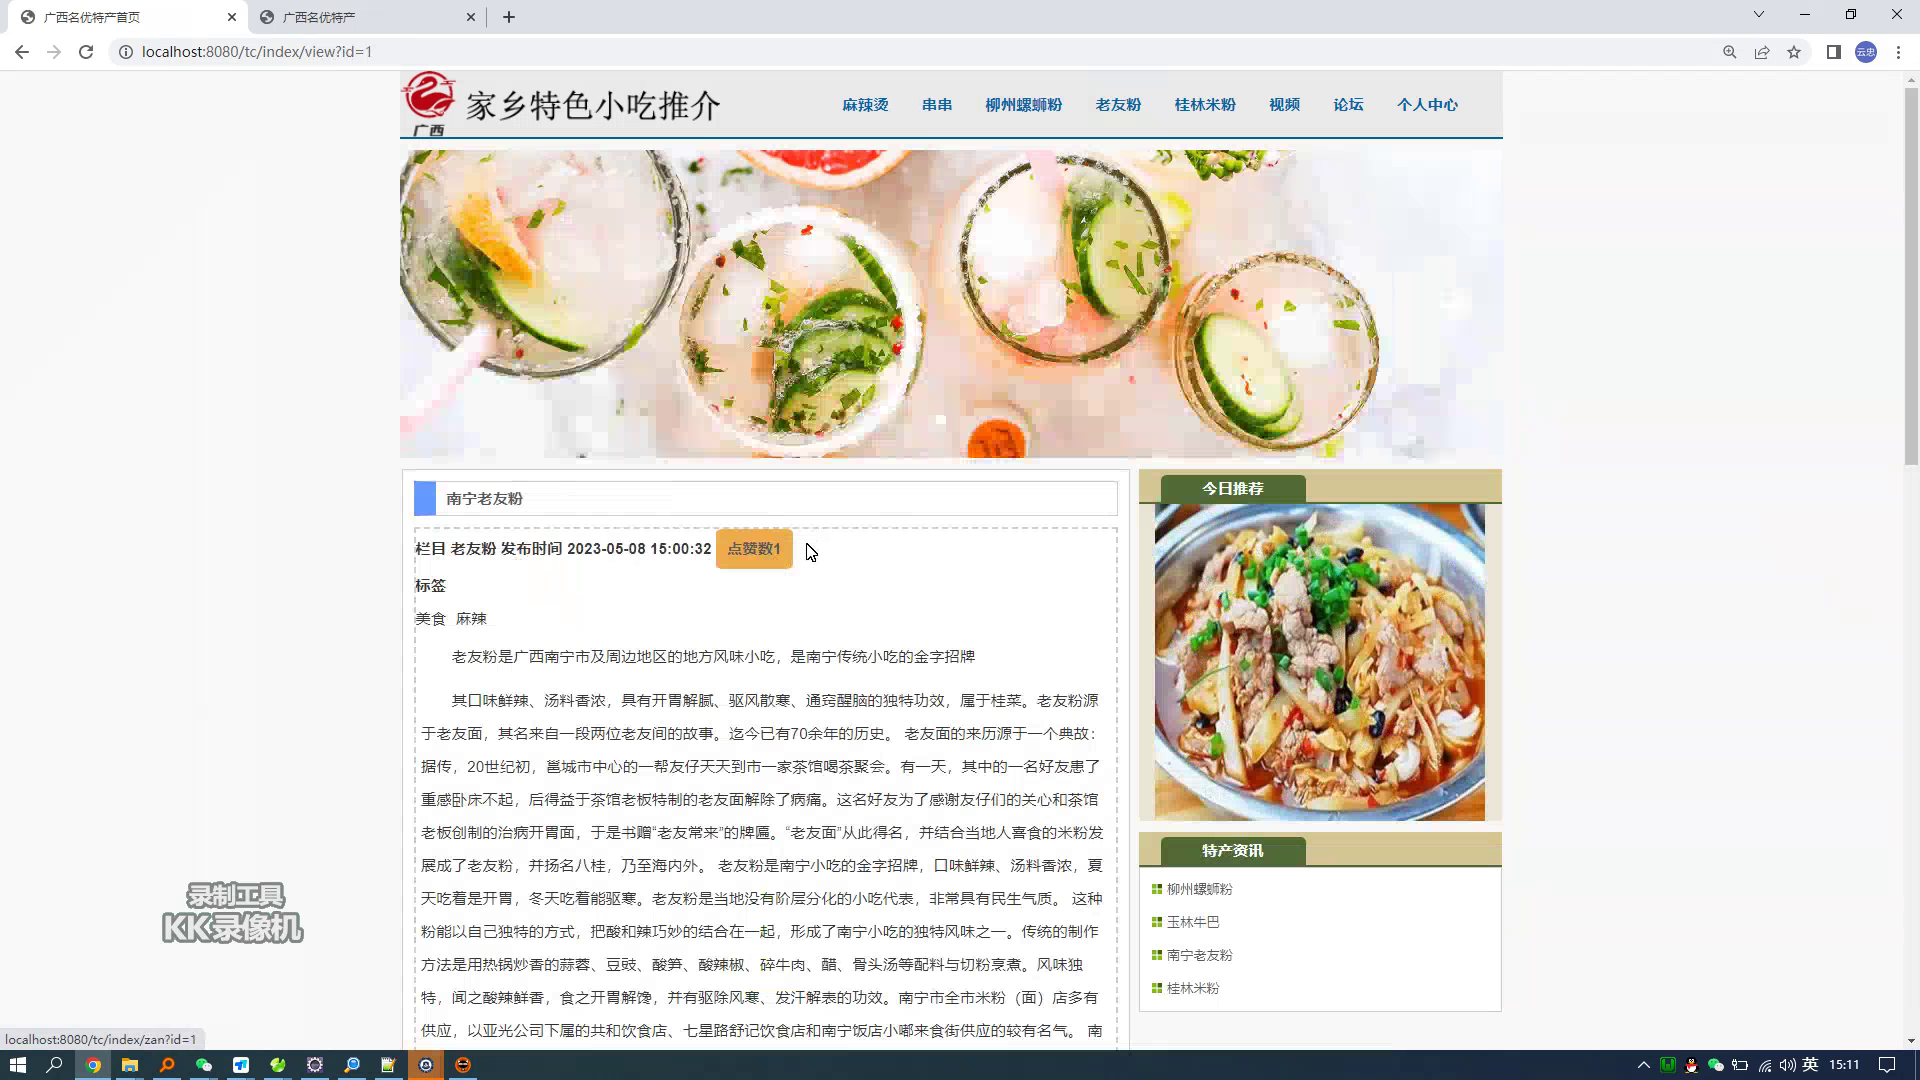 广西名优特产首页
广西名优特产
localhost:8080/tc/index/view?id=1
云忠
广西
家乡特色小吃推介
麻辣烫 串串 柳州螺蛳粉 老友粉 桂林米粉 视频 论坛 个人中心
南宁老友粉
栏目 老友粉 发布时间 2023-05-08 15:00:32 点赞数1
标签
美食 麻辣
老友粉是广西南宁市及周边地区的地方风味小吃，是南宁传统小吃的金字招牌
其口味鲜辣、汤料香浓，具有开胃解腻、驱风散寒、通窍醒脑的独特功效，属于桂菜。老友粉源
于老友面，其名来自一段两位老友间的故事。迄今已有70余年的历史。 老友面的来历源于一个典故：
据传，20世纪初，邕城市中心的一帮友仔天天到市一家茶馆喝茶聚会。有一天，其中的一名好友患了
重感卧床不起，后得益于茶馆老板特制的老友面解除了病痛。这名好友为了感谢友仔们的关心和茶馆
老板创制的治病开胃面，于是书赠“老友常来”的牌匾。“老友面”从此得名，并结合当地人喜食的米粉发
展成了老友粉，并扬名八桂，乃至海内外。 老友粉是南宁小吃的金字招牌，口味鲜辣、汤料香浓，夏
天吃着是开胃，冬天吃着能驱寒。老友粉是当地没有阶层分化的小吃代表，非常具有民生气质。 这种
粉能以自己独特的方式，把酸和辣巧妙的结合在一起，形成了南宁小吃的独特风味之一。传统的制作
方法是用热锅炒香的蒜蓉、豆豉、酸笋、酸辣椒、碎牛肉、醋、骨头汤等配料与切粉烹煮。风味独
特，闻之酸辣鲜香，食之开胃解馋，并有驱除风寒、发汗解表的功效。南宁市全市米粉（面）店多有
供应，以亚光公司下属的共和饮食店、七星路舒记饮食店和南宁饭店小嘟来食街供应的较有名气。 南
今日推荐
特产资讯
柳州螺蛳粉
玉林牛巴
南宁老友粉
桂林米粉
录制工具
KK录像机
localhost:8080/tc/index/zan?id=1
英 15:11